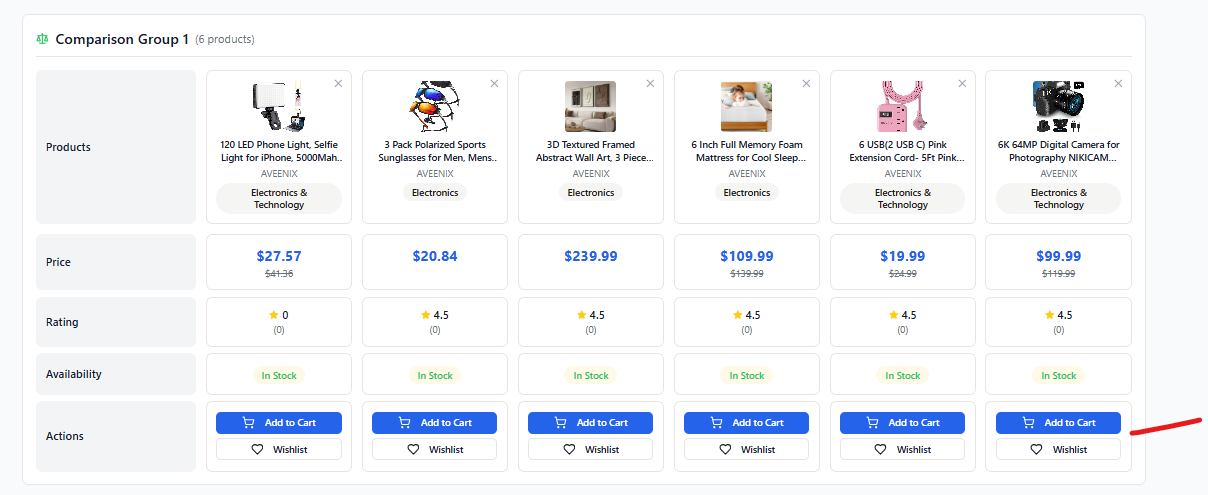 Comparison Group 1 (6 products)
Products
120 LED Phone Light, Selfie
Light for iPhone, 5000Mah..
AVEENIX
Electronics &
Technology
3 Pack Polarized Sports
Sunglasses for Men, Mens..
AVEENIX
Electronics
3D Textured Framed
Abstract Wall Art, 3 Piece...
AVEENIX
Electronics
6 Inch Full Memory Foam
Mattress for Cool Sleep...
AVEENIX
Electronics
6 USB(2 USB C) Pink
Extension Cord- 5Ft Pink...
AVEENIX
Electronics &
Technology
6K 64MP Digital Camera for
Photography NIKICAM...
AVEENIX
Electronics &
Technology
Price
$27.57
$41.36
$20.84
$239.99
$109.99
$139.99
$19.99
$24.99
$99.99
$119.99
Rating
0
(0)
4.5
(0)
4.5
(0)
4.5
(0)
4.5
(0)
4.5
(0)
Availability
In Stock
In Stock
In Stock
In Stock
In Stock
In Stock
Actions
Add to Cart
Wishlist
Add to Cart
Wishlist
Add to Cart
Wishlist
Add to Cart
Wishlist
Add to Cart
Wishlist
Add to Cart
Wishlist